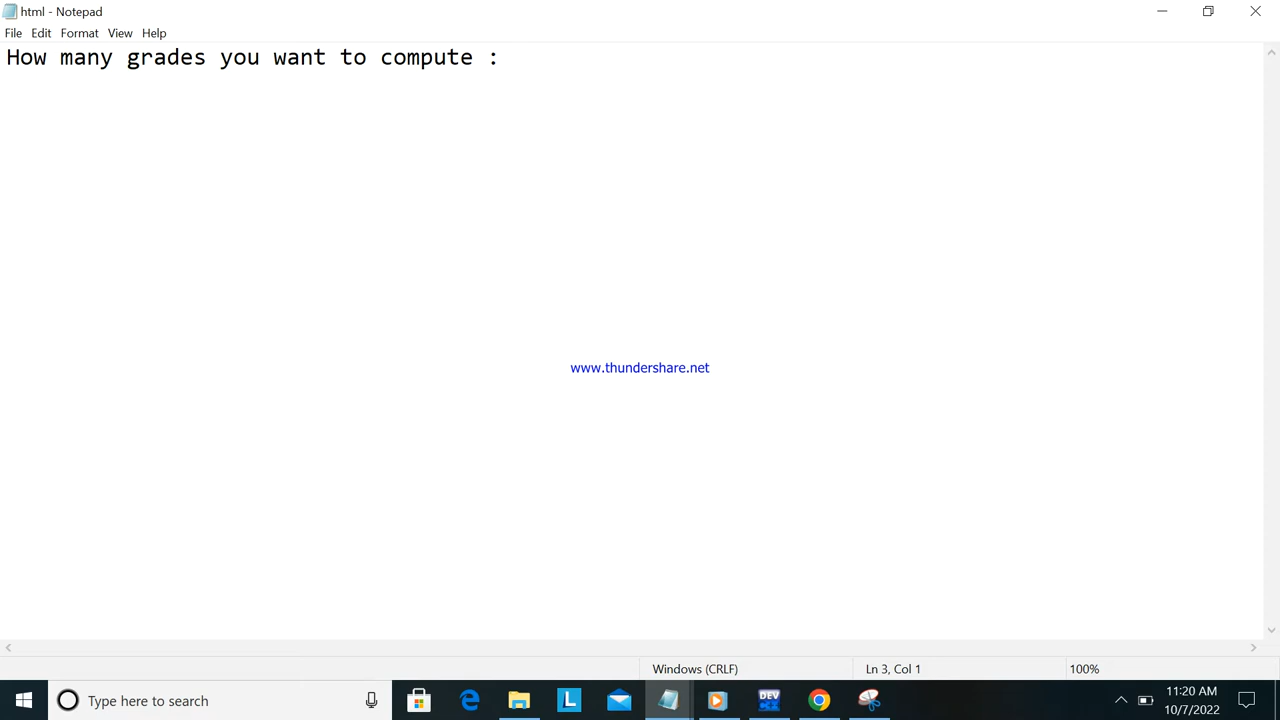 html - Notepad
File Edit Format View Help
How many grades you want to compute :
www.thundershare.net
Windows (CRLF) Ln 3, Col 1 100%
Type here to search
L
DEV
11:20 AM
10/7/2022